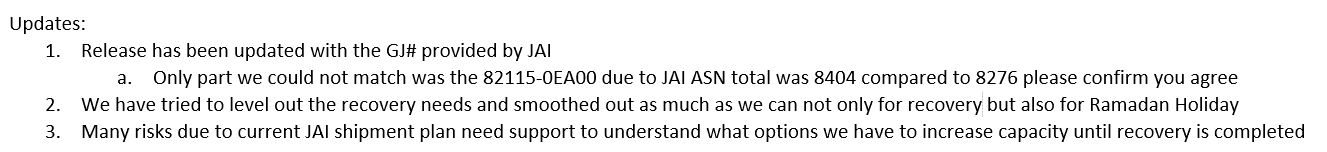 Updates:
1. Release has been updated with the GJ# provided by JAI
a. Only part we could not match was the 82115-0EA00 due to JAI ASN total was 8404 compared to 8276 please confirm you agree
2. We have tried to level out the recovery needs and smoothed out as much as we can not only for recovery but also for Ramadan Holiday
3. Many risks due to current JAI shipment plan need support to understand what options we have to increase capacity until recovery is completed